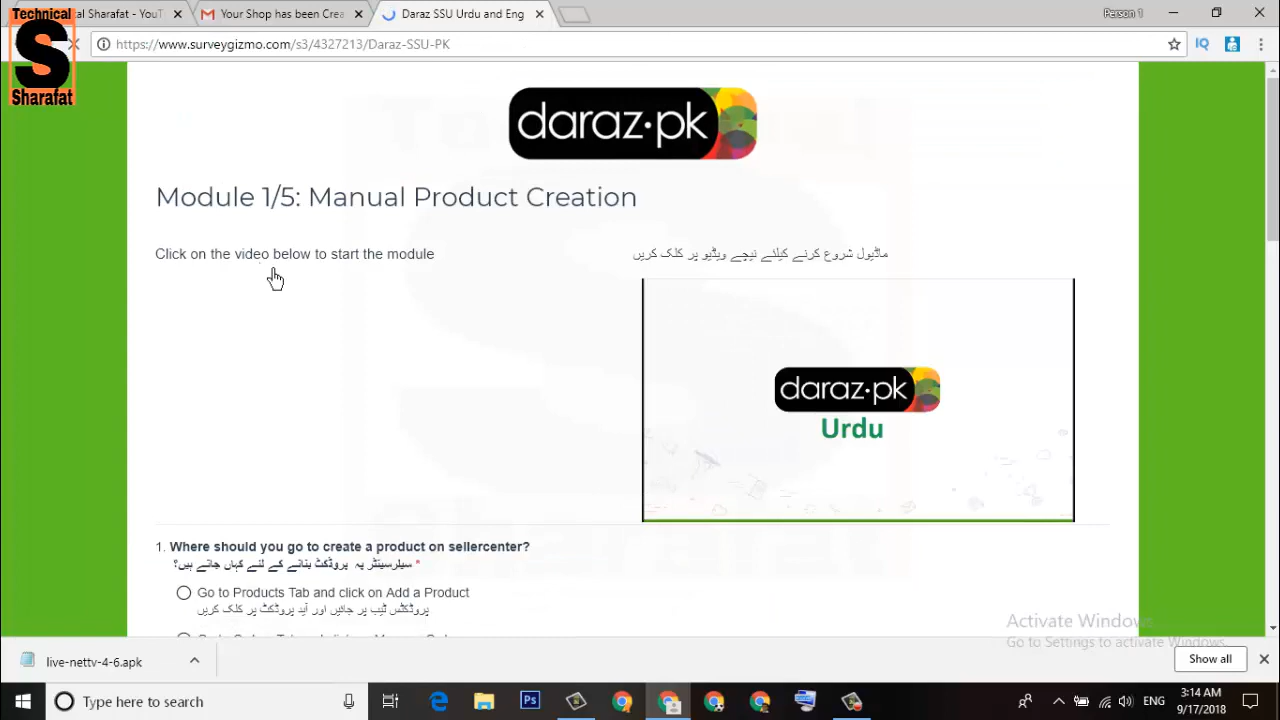 Technical
S
Sharafat
al Sharafat - YouT
Your Shop has been Crea
Daraz SSU Urdu and Eng
Person 1
https://www.surveygizmo.com/s3/4327213/Daraz-SSU-PK
IQ
daraz.pk
Module 1/5: Manual Product Creation
Click on the video below to start the module
ماڈیول شروع کرنے کیلئے نیچے ویڈیو پر کلک کریں
daraz.pk
Urdu
1. Where should you go to create a product on sellercenter?
سیلرسینٹر پہ پروڈکٹ بنانے کے لئے کہاں جاتے ہیں؟ *
Go to Products Tab and click on Add a Product
پروڈکٹس ٹیب پر جائیں اور آیڈ پروڈکٹ پر کلک کریں
Activate Windows
Go to Settings to activate Windows.
live-nettv-4-6.apk
Show all
Type here to search
Ps
ENG
3:14 AM
9/17/2018